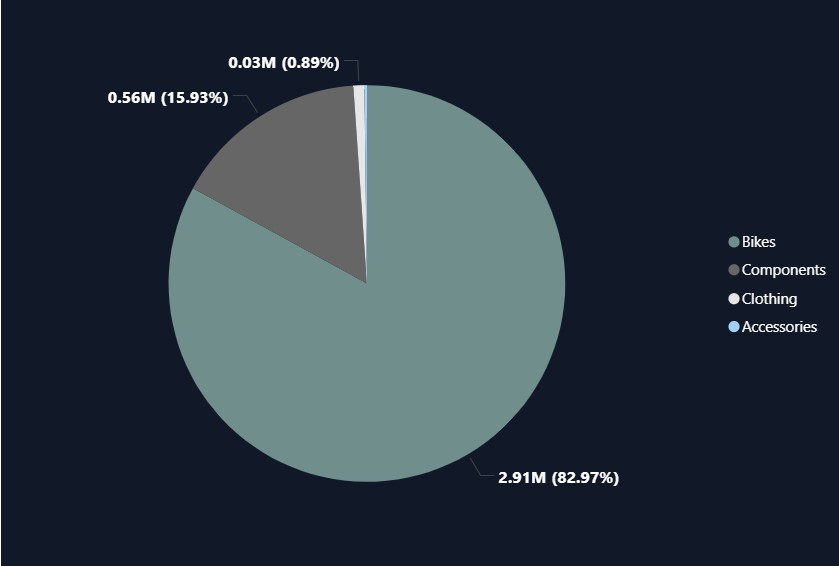 0.03M (0.89%)
0.56M (15.93%)
Bikes
Components
Clothing
Accessories
2.91M (82.97%)